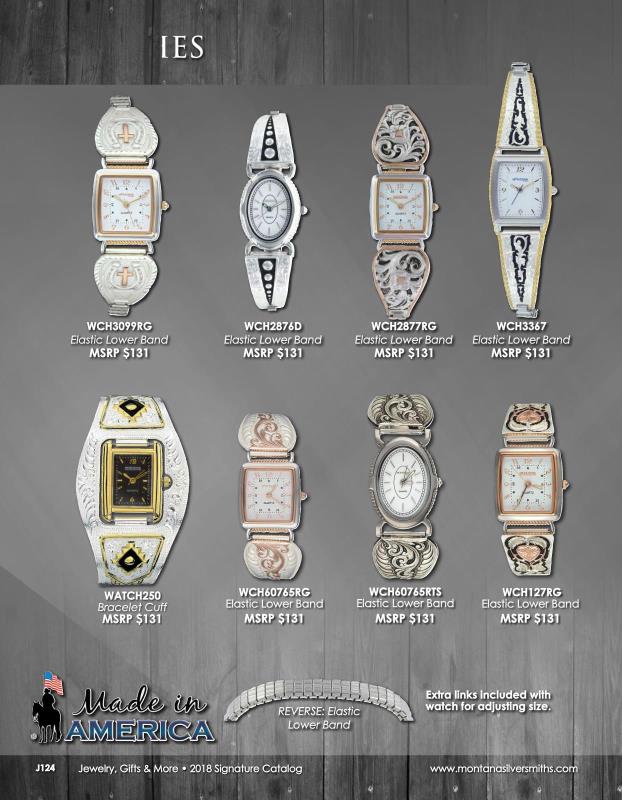 IES
WCH3099RG
Elastic Lower Band
MSRP $131
WCH2876D
Elastic Lower Band
MSRP $131
WCH2877RG
Elastic Lower Band
MSRP $131
WCH3367
Elastic Lower Band
MSRP $131
WATCH250
Bracelet Cuff
MSRP $131
WCH60765RG
Elastic Lower Band
MSRP $131
WCH60765RTS
Elastic Lower Band
MSRP $131
WCH127RG
Elastic Lower Band
MSRP $131
Made in
AMERICA
REVERSE: Elastic
Lower Band
Extra links included with
watch for adjusting size.
J124 Jewelry, Gifts & More • 2018 Signature Catalog www.montanasilversmiths.com